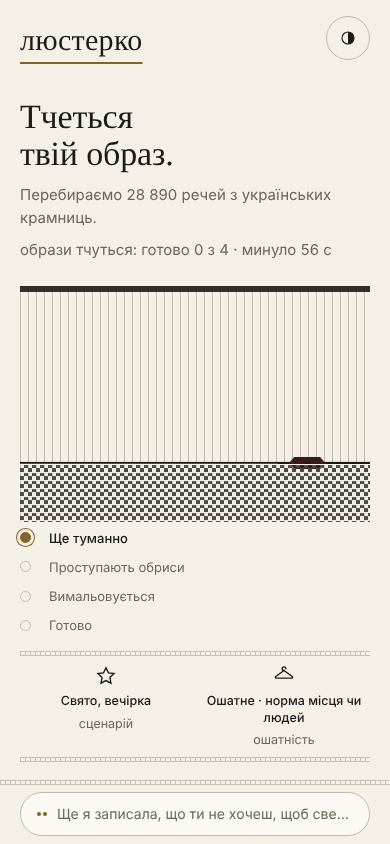 люстерко
Тчеться
твій образ.
Перебираємо 28 890 речей з українських
крамниць.
образи тчуться: готово 0 з 4 · минуло 56 с
Ще туманно
Проступають обриси
Вимальовується
Готово
Свято, вечірка
сценарій
Ошатне · норма місця чи
людей
ошатність
Ще я записала, що ти не хочеш, щоб све...